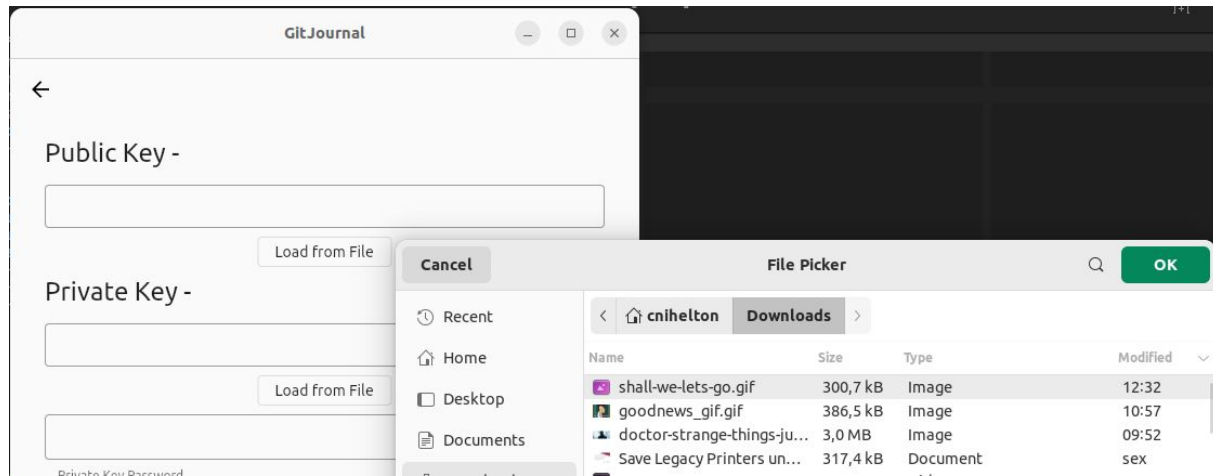 GitJournal
Public Key -
Load from File
Private Key -
Load from File
Private Key Password
Cancel
File Picker
OK
Recent
Home
Desktop
Documents
cnihelton
Downloads
Name Size Type Modified
shall-we-lets-go.gif 300,7 kB Image 12:32
goodnews_gif.gif 386,5 kB Image 10:57
doctor-strange-things-ju... 3,0 MB Image 09:52
Save Legacy Printers un... 317,4 kB Document sex